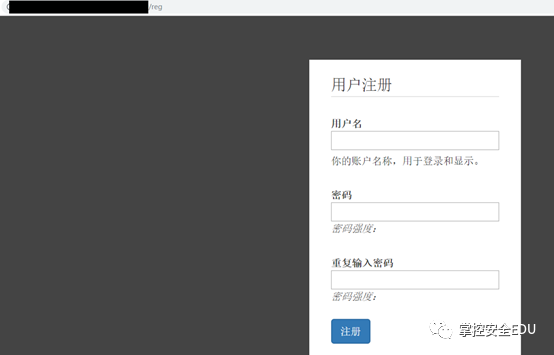 /reg
用户注册
用户名
你的账户名称，用于登录和显示。
密码
密码强度：
重复输入密码
密码强度：
注册
掌控安全EDU